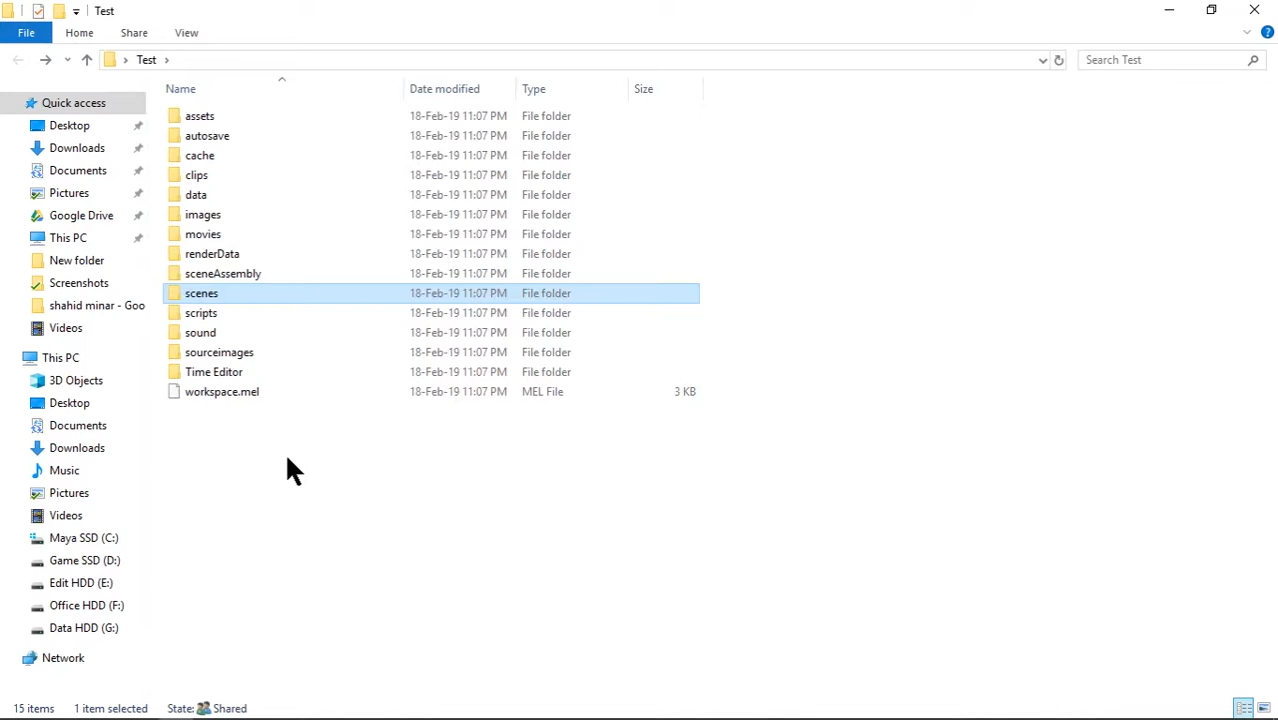 Test
File Home Share View
Test
Search Test
Name Date modified Type Size
Quick access
Desktop
Downloads
Documents
Pictures
Google Drive
This PC
New folder
Screenshots
shahid minar - Goo
Videos
This PC
3D Objects
Desktop
Documents
Downloads
Music
Pictures
Videos
Maya SSD (C:)
Game SSD (D:)
Edit HDD (E:)
Office HDD (F:)
Data HDD (G:)
Network
assets 18-Feb-19 11:07 PM File folder
autosave 18-Feb-19 11:07 PM File folder
cache 18-Feb-19 11:07 PM File folder
clips 18-Feb-19 11:07 PM File folder
data 18-Feb-19 11:07 PM File folder
images 18-Feb-19 11:07 PM File folder
movies 18-Feb-19 11:07 PM File folder
renderData 18-Feb-19 11:07 PM File folder
sceneAssembly 18-Feb-19 11:07 PM File folder
scenes 18-Feb-19 11:07 PM File folder
scripts 18-Feb-19 11:07 PM File folder
sound 18-Feb-19 11:07 PM File folder
sourceimages 18-Feb-19 11:07 PM File folder
Time Editor 18-Feb-19 11:07 PM File folder
workspace.mel 18-Feb-19 11:07 PM MEL File 3 KB
15 items 1 item selected State: Shared